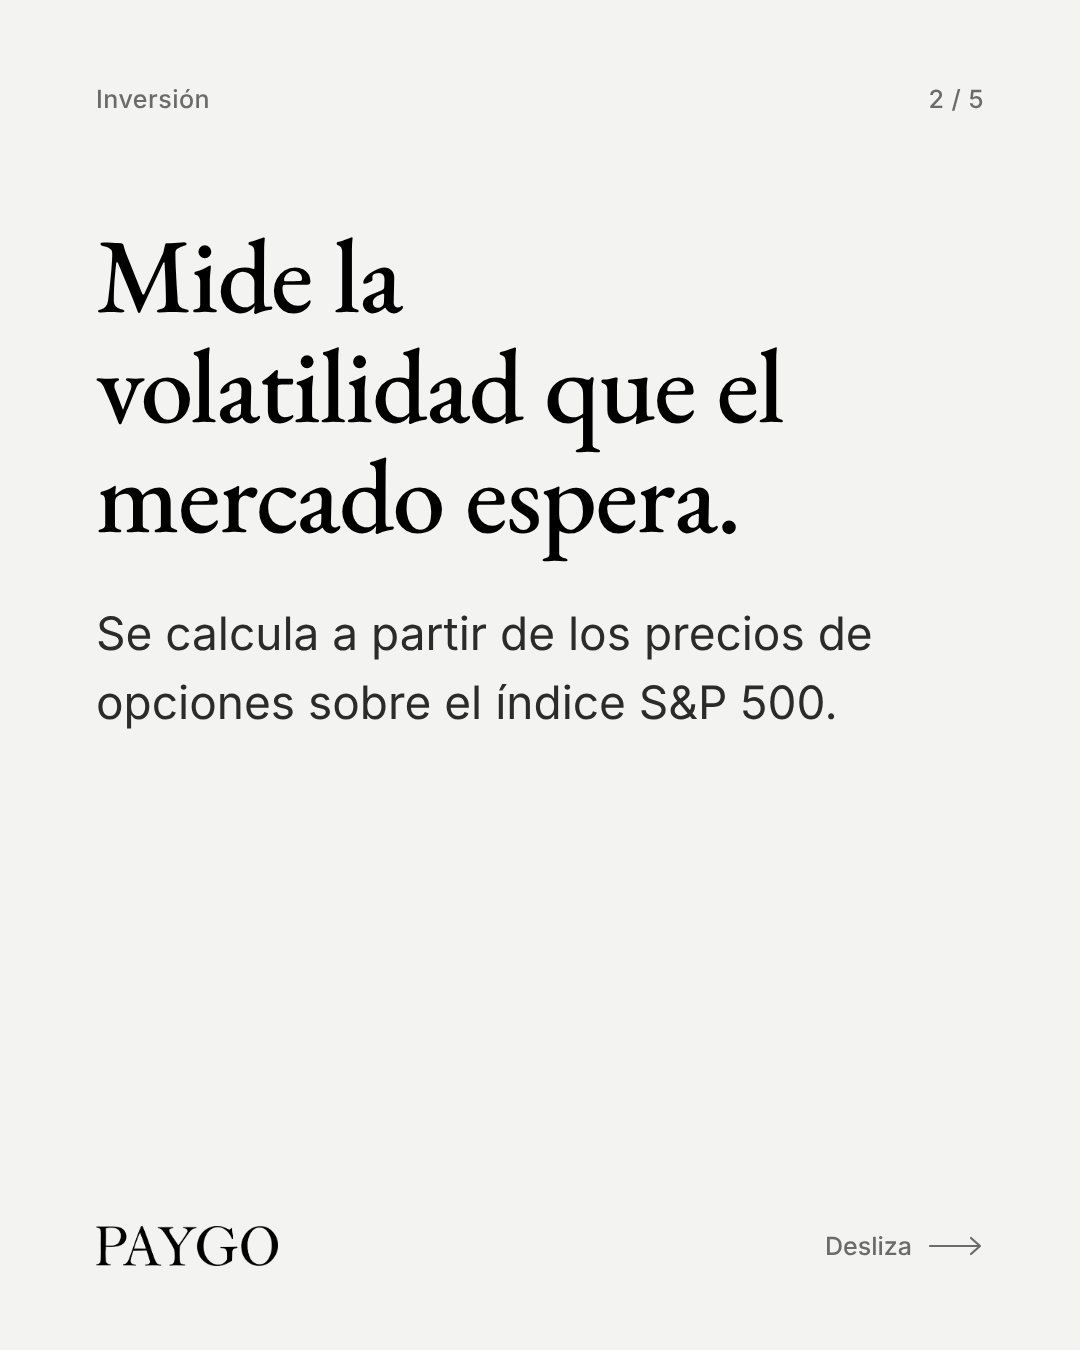 Inversión
2 / 5
Mide la
volatilidad que el
mercado espera.
Se calcula a partir de los precios de
opciones sobre el índice S&P 500.
PAYGO
Desliza